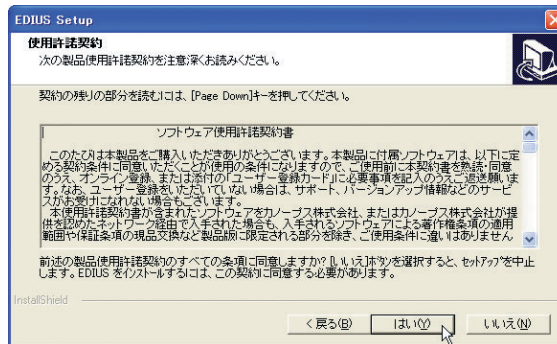 EDIUS Setup
使用許諾契約
次の製品使用許諾契約を注意深くお読みください。
契約の残りの部分を読むには、[Page Down]キーを押してください。
ソフトウェア使用許諾契約書
このたびは本製品をご購入いただきありがとうございます。本製品に付属ソフトウェアは、以下に定
める契約条件に同意いただくことが使用の条件になりますので、ご使用前に本契約書を熟読・同意
のうえ、オンライン登録、または添付の「ユーザー登録カード」に必要事項を記入のうえご返送願いま
す。なお、ユーザー登録をいただいていない場合は、サポート、バージョンアップ情報などのサービ
スがお受けになれない場合もございます。
本使用許諾契約書が含まれたソフトウェアをカノープス株式会社、またはカノープス株式会社が提
供を認めたネットワーク経由で入手された場合も、入手されるソフトウェアによる著作権条項の適用
範囲や保証条項の現品交換など製品版に限定される部分を除き、ご使用条件に違いはありません
前述の製品使用許諾契約のすべての条項に同意しますか?[いいえ]ボタンを選択すると、セットアップを中止
します。EDIUS をインストールするには、この契約に同意する必要があります。
InstallShield
< 戻る(B)
はい(Y)
いいえ(N)